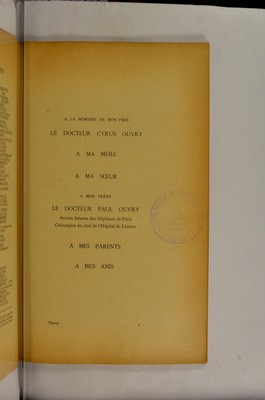 A LA MÉMOIRE DE MON PÈRE
LE DOCTEUR CYRUS OUVRY
A MA MÈRE
A MA SŒUR
A MON FRÈRE
LE DOCTEUR PAUL OUVRY
Ancien Interne des Hôpitaux de Paris
Chirurgien en chef de l'Hôpital de Lisieux
A MES PARENTS
A MES AMIS
Ouvry